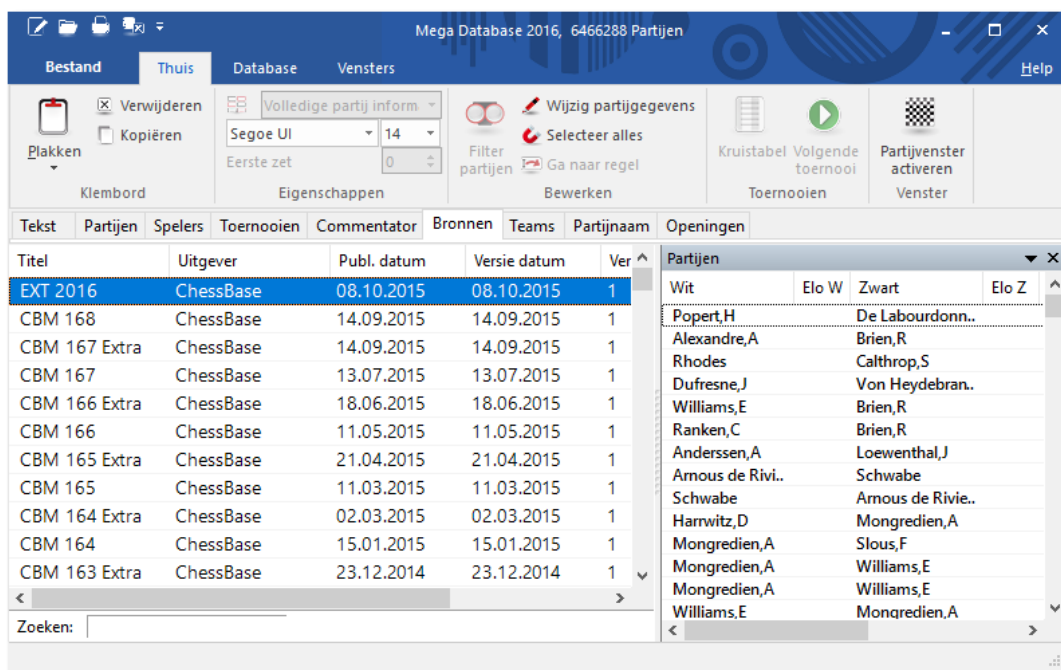 Mega Database 2016, 6466288 Partijen
Bestand Thuis Database Vensters Help
Plakken
Verwijderen
Kopiëren
Klembord
Volledige partij inform
Segoe UI 14
Eerste zet 0
Eigenschappen
Filter partijen
Wijzig partijgegevens
Selecteer alles
Ga naar regel
Bewerken
Kruistabel
Volgende toernooi
Toernooien
Partijvenster activeren
Venster
Tekst Partijen Spelers Toernooien Commentator Bronnen Teams Partijnaam Openingen
Titel Uitgever Publ. datum Versie datum Ver
EXT 2016 ChessBase 08.10.2015 08.10.2015 1
CBM 168 ChessBase 14.09.2015 14.09.2015 1
CBM 167 Extra ChessBase 14.09.2015 14.09.2015 1
CBM 167 ChessBase 13.07.2015 13.07.2015 1
CBM 166 Extra ChessBase 18.06.2015 18.06.2015 1
CBM 166 ChessBase 11.05.2015 11.05.2015 1
CBM 165 Extra ChessBase 21.04.2015 21.04.2015 1
CBM 165 ChessBase 11.03.2015 11.03.2015 1
CBM 164 Extra ChessBase 02.03.2015 02.03.2015 1
CBM 164 ChessBase 15.01.2015 15.01.2015 1
CBM 163 Extra ChessBase 23.12.2014 23.12.2014 1
Zoeken:
Partijen
Wit Elo W Zwart Elo Z
Popert,H De Labourdonn..
Alexandre,A Brien,R
Rhodes Calthrop,S
Dufresne,J Von Heydebran..
Williams,E Brien,R
Ranken,C Brien,R
Anderssen,A Loewenthal,J
Arnous de Rivi.. Schwabe
Schwabe Arnous de Rivie..
Harrwitz,D Mongredien,A
Mongredien,A Slous,F
Mongredien,A Williams,E
Mongredien,A Williams,E
Williams,E Mongredien,A